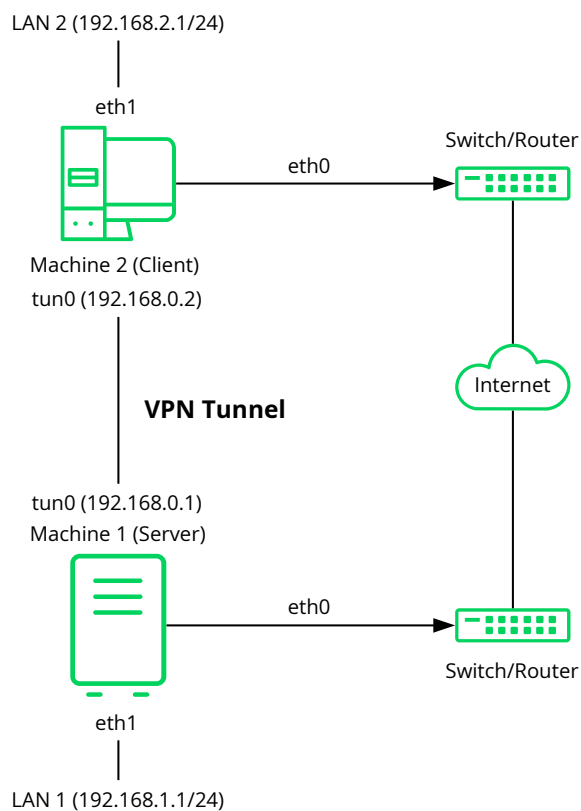 LAN 2 (192.168.2.1/24)
eth1
Switch/Router
eth0
Machine 2 (Client)
tun0 (192.168.0.2)
Internet
VPN Tunnel
tun0 (192.168.0.1)
Machine 1 (Server)
eth0
Switch/Router
eth1
LAN 1 (192.168.1.1/24)